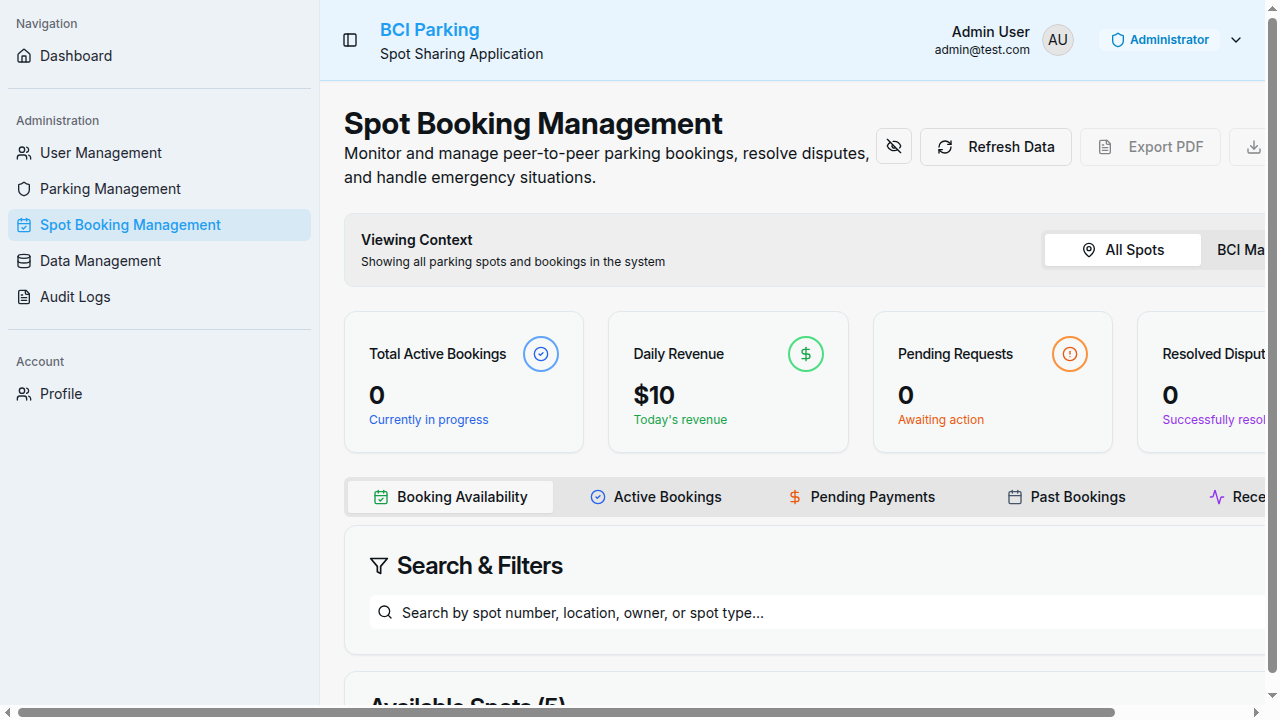 Navigation
Dashboard
Administration
User Management
Parking Management
Spot Booking Management
Data Management
Audit Logs
Account
Profile
BCI Parking
Spot Sharing Application
Admin User
admin@test.com
AU
Administrator
Spot Booking Management
Monitor and manage peer-to-peer parking bookings, resolve disputes,
and handle emergency situations.
Refresh Data
Export PDF
Viewing Context
Showing all parking spots and bookings in the system
All Spots
BCI Ma
Total Active Bookings
0
Currently in progress
Daily Revenue
$10
Today's revenue
Pending Requests
0
Awaiting action
Resolved Disput
0
Successfully resol
Booking Availability
Active Bookings
Pending Payments
Past Bookings
Rece
Search & Filters
Search by spot number, location, owner, or spot type...
Available Spots (5)